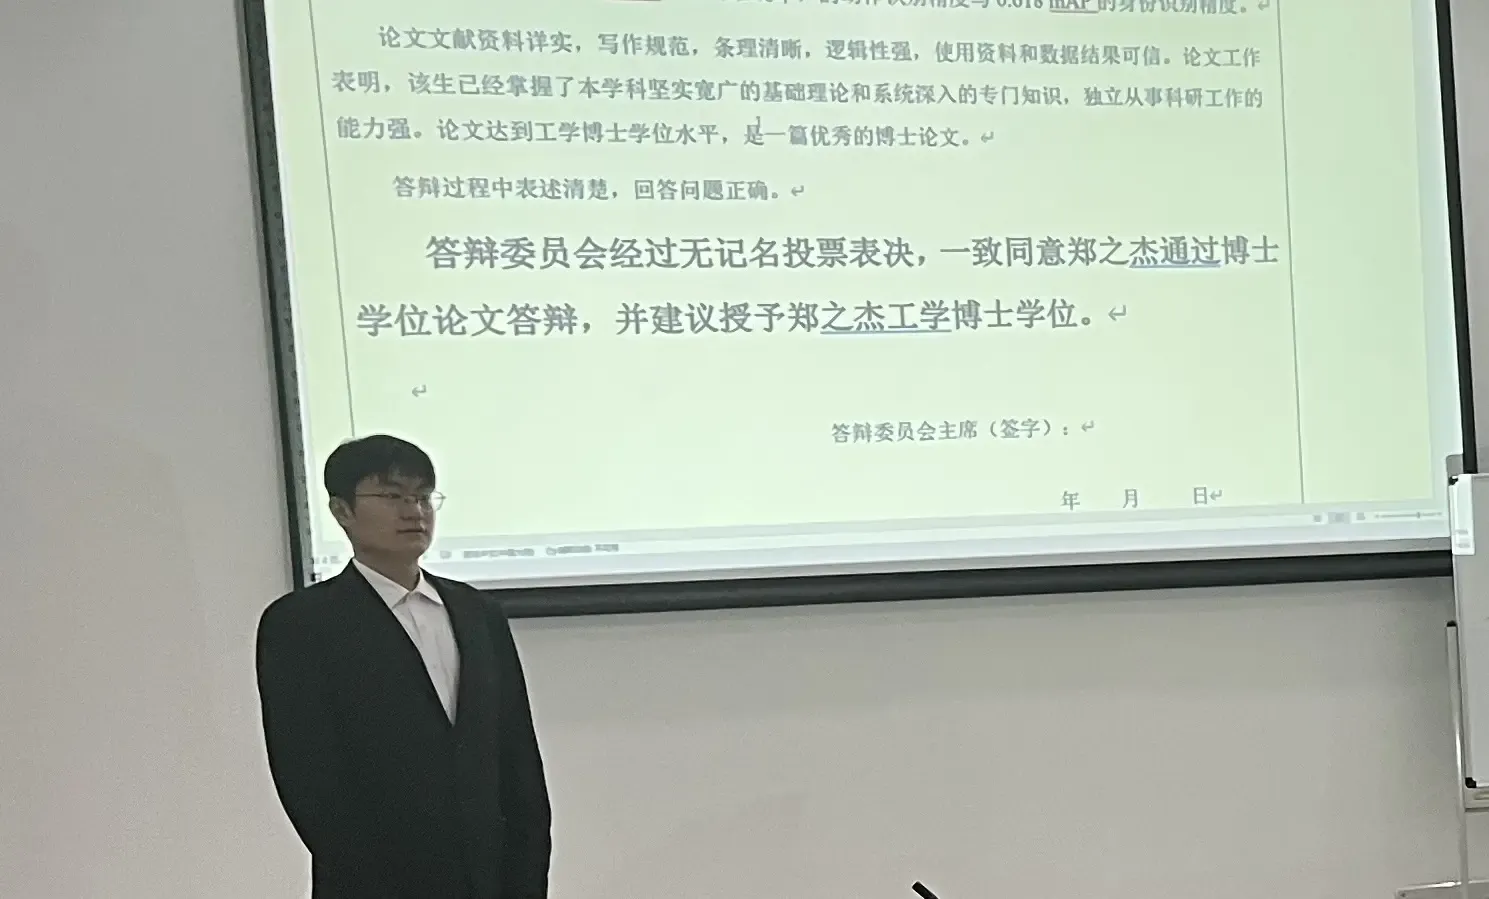 的身份识别精度。
论文文献资料详实，写作规范，条理清晰，逻辑性强，使用资料和数据结果可信。论文工作
表明，该生已经掌握了本学科坚实宽广的基础理论和系统深入的专门知识，独立从事科研工作的
能力强。论文达到工学博士学位水平，是一篇优秀的博士论文。
答辩过程中表述清楚，回答问题正确。
答辩委员会经过无记名投票表决，一致同意郑之杰通过博士
学位论文答辩，并建议授予郑之杰工学博士学位。
答辩委员会主席（签字）：
年 月 日